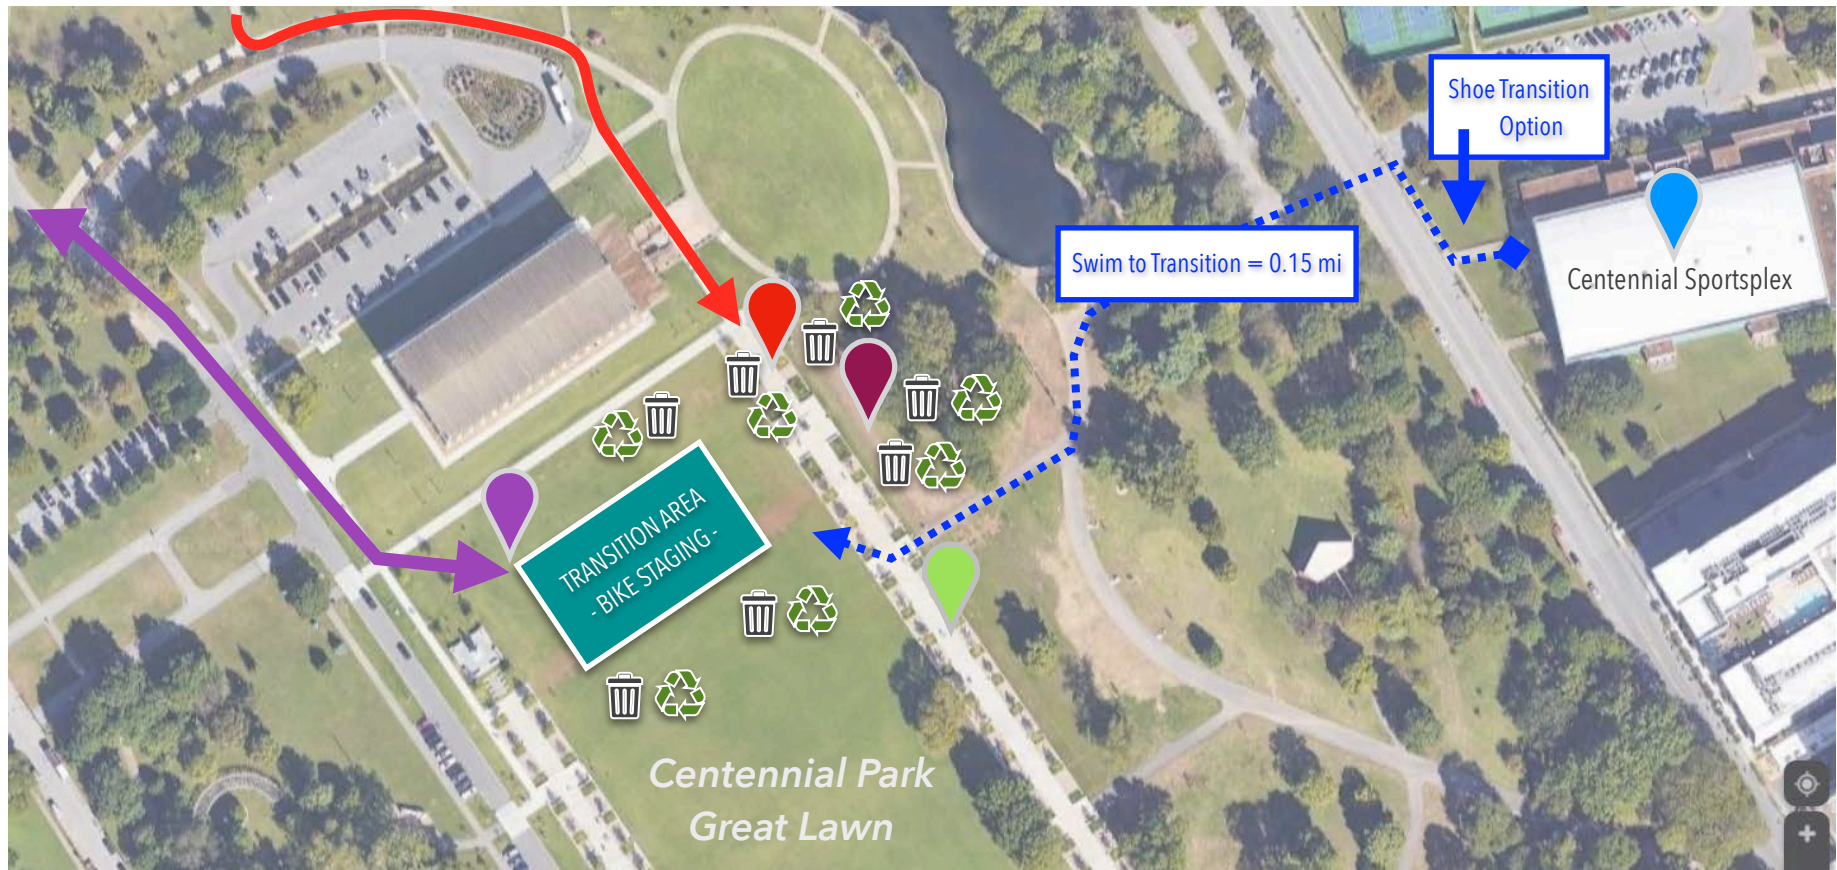 Shoe Transition
Option
Swim to Transition = 0.15 mi
Centennial Sportsplex
TRANSITION AREA
- BIKE STAGING -
Centennial Park
Great Lawn